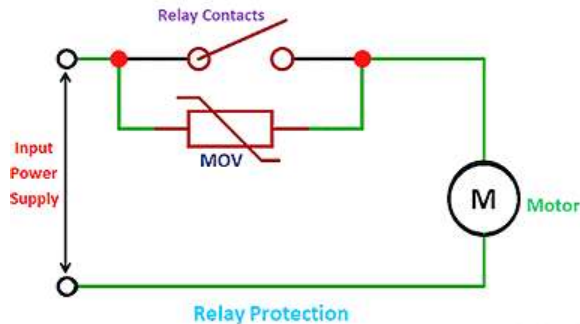 Relay Contacts
Input
Power
Supply
MOV
M
Motor
Relay Protection